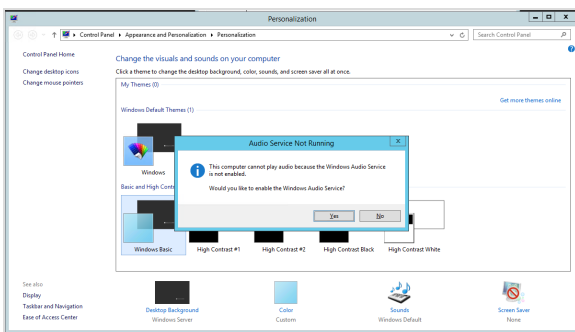 Personalization
Control Panel ▸ Appearance and Personalization ▸ Personalization
Search Control Panel
Control Panel Home
Change desktop icons
Change mouse pointers
Change the visuals and sounds on your computer
Click a theme to change the desktop background, color, sounds, and screen saver all at once.
My Themes (0)
Get more themes online
Windows Default Themes (1)
Windows
Basic and High Cont
Audio Service Not Running
This computer cannot play audio because the Windows Audio Service
is not enabled.
Would you like to enable the Windows Audio Service?
Yes
No
Windows Basic
High Contrast #1
High Contrast #2
High Contrast Black
High Contrast White
See also
Display
Taskbar and Navigation
Ease of Access Center
Desktop Background
Windows Server
Color
Custom
Sounds
Windows Default
Screen Saver
None